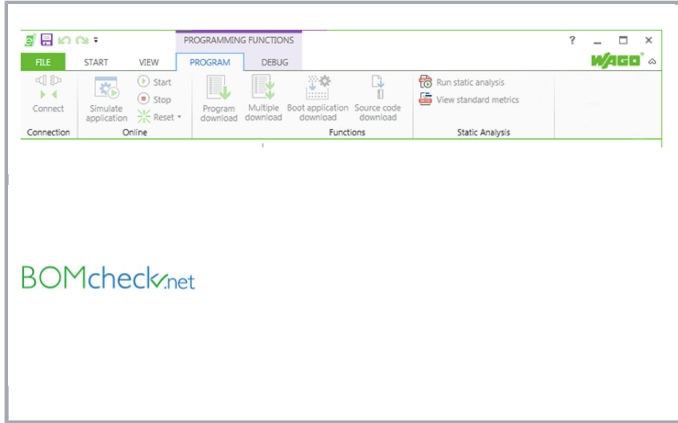 PROGRAMMING FUNCTIONS
?
FILE START VIEW PROGRAM DEBUG
WAGO
Connect
Simulate application
Start
Stop
Reset
Program download
Multiple download
Boot application download
Source code download
Run static analysis
View standard metrics
Connection Online Functions Static Analysis
BOMcheck.net